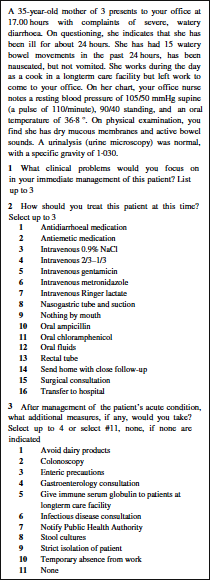 A 35-year-old mother of 3 presents to your office at
17.00 hours with complaints of severe, watery
diarrhoea. On questioning, she indicates that she has
been ill for about 24 hours. She has had 15 watery
bowel movements in the past 24 hours, has been
nauseated, but not vomited. She works during the day
as a cook in a longterm care facility but left work to
come to your office. On her chart, your office nurse
notes a resting blood pressure of 105/50 mmHg supine
(a pulse of 110/minute), 90/40 standing, and an oral
temperature of 36·8 °. On physical examination, you
find she has dry mucous membranes and active bowel
sounds. A urinalysis (urine microscopy) was normal,
with a specific gravity of 1·030.
1 What clinical problems would you focus on
in your immediate management of this patient? List
up to 3
2 How should you treat this patient at this time?
Select up to 3
1 Antidiarrhoeal medication
2 Antiemetic medication
3 Intravenous 0.9% NaCl
4 Intravenous 2/3–1/3
5 Intravenous gentamicin
6 Intravenous metronidazole
7 Intravenous Ringer lactate
8 Nasogastric tube and suction
9 Nothing by mouth
10 Oral ampicillin
11 Oral chloramphenicol
12 Oral fluids
13 Rectal tube
14 Send home with close follow-up
15 Surgical consultation
16 Transfer to hospital
3 After management of the patient's acute condition,
what additional measures, if any, would you take?
Select up to 4 or select #11, none, if none are
indicated
1 Avoid dairy products
2 Colonoscopy
3 Enteric precautions
4 Gastroenterology consultation
5 Give immune serum globulin to patients at
longterm care facility
6 Infectious disease consultation
7 Notify Public Health Authority
8 Stool cultures
9 Strict isolation of patient
10 Temporary absence from work
11 None